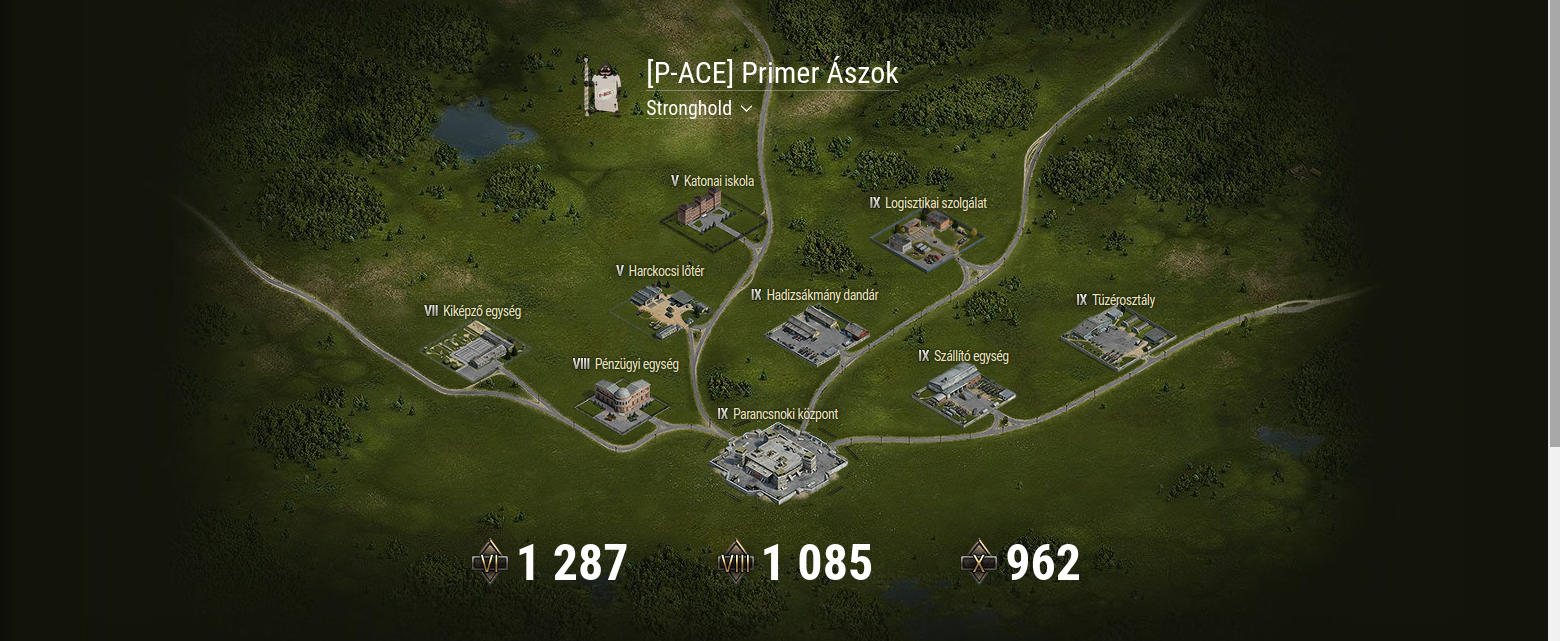 [P-ACE] Primer Ászok
Stronghold
V Katonai iskola
IX Logisztikai szolgálat
V Harckocsi lőtér
IX Hadizsákmány dandár
IX Tüzérosztály
VII Kiképző egység
VIII Pénzügyi egység
IX Szállító egység
IX Parancsnoki központ
VI 1 287
VIII 1 085
X 962